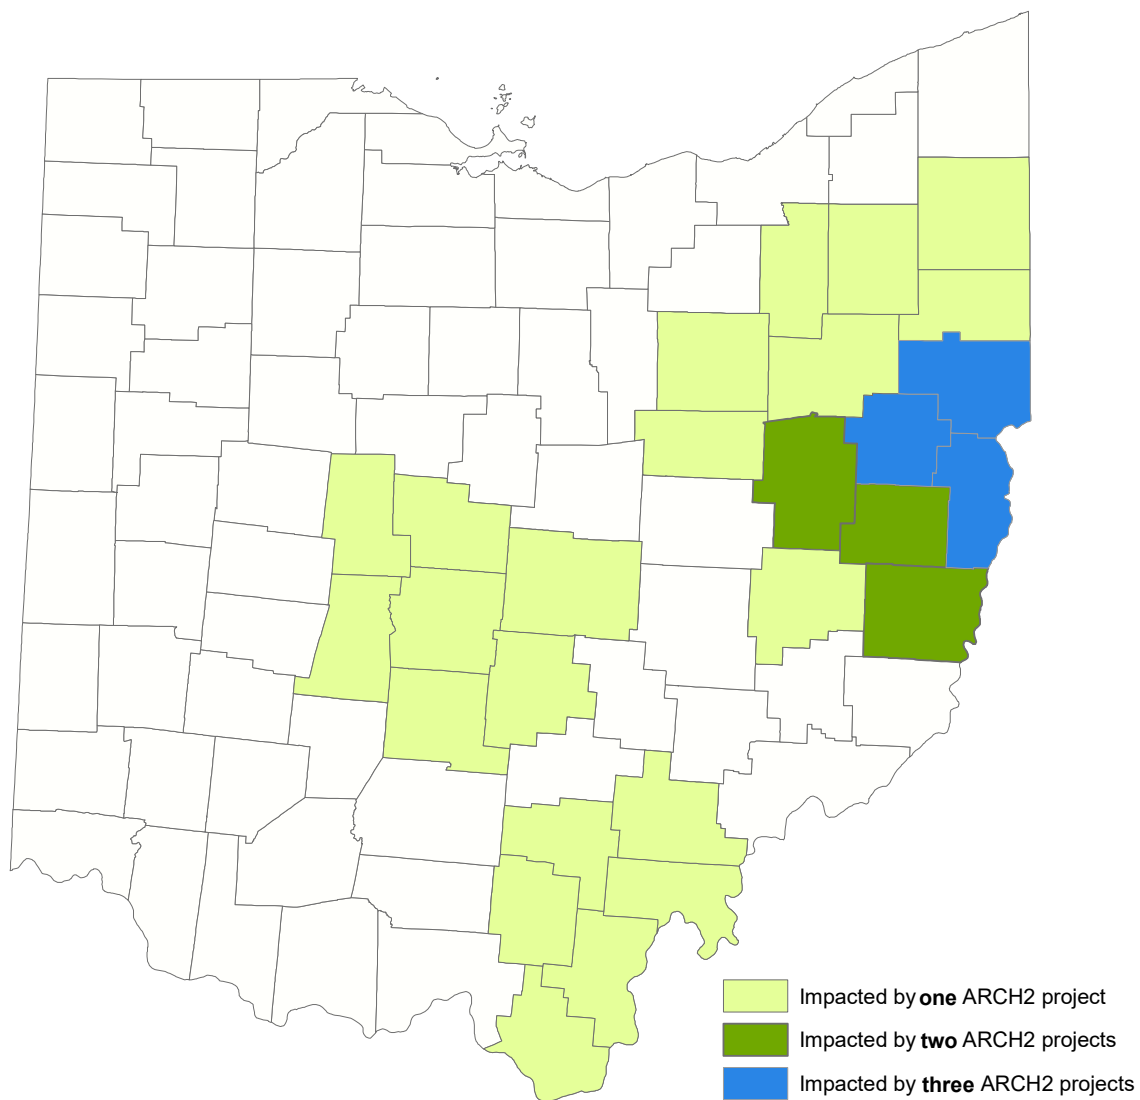 Impacted by one ARCH2 project
Impacted by two ARCH2 projects
Impacted by three ARCH2 projects